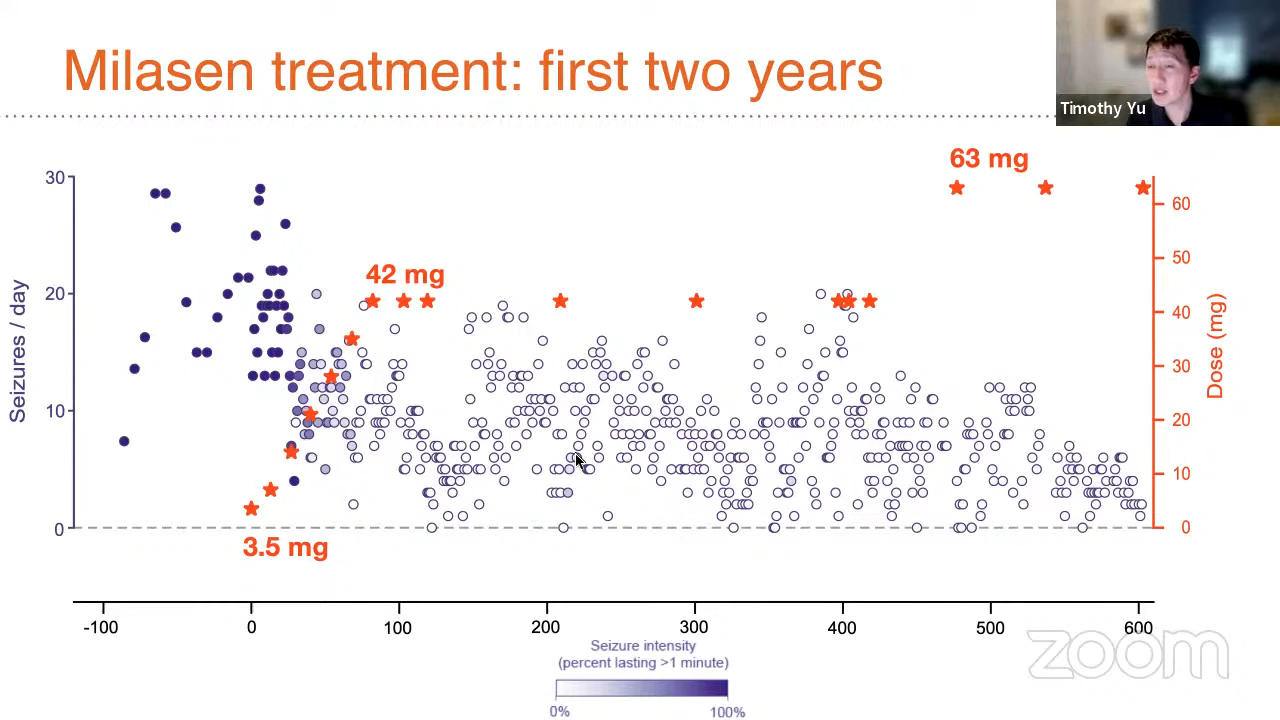 Milasen treatment: first two years
Timothy Yu
63 mg
42 mg
3.5 mg
Seizures / day
30
20
10
0
Dose (mg)
60
50
40
30
20
10
0
-100
0
100
200
300
400
500
600
Seizure intensity
(percent lasting >1 minute)
0%
100%
zoom